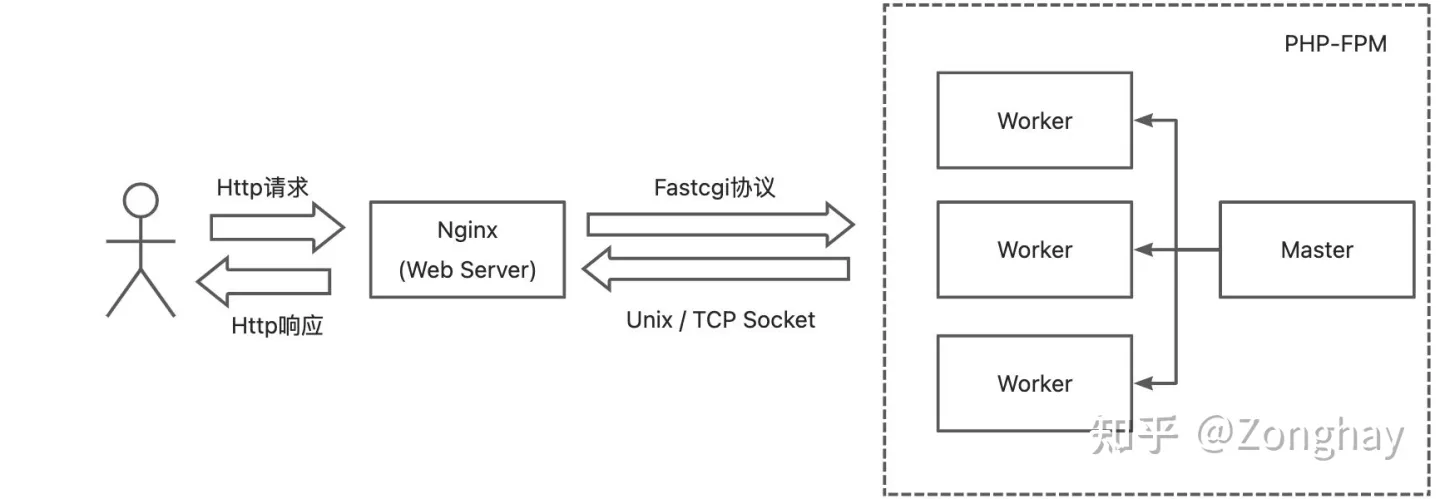 PHP-FPM
Worker
Http请求
Fastcgi协议
Nginx
(Web Server)
Worker
Master
Http响应
Unix / TCP Socket
Worker
知乎 @Zonghay